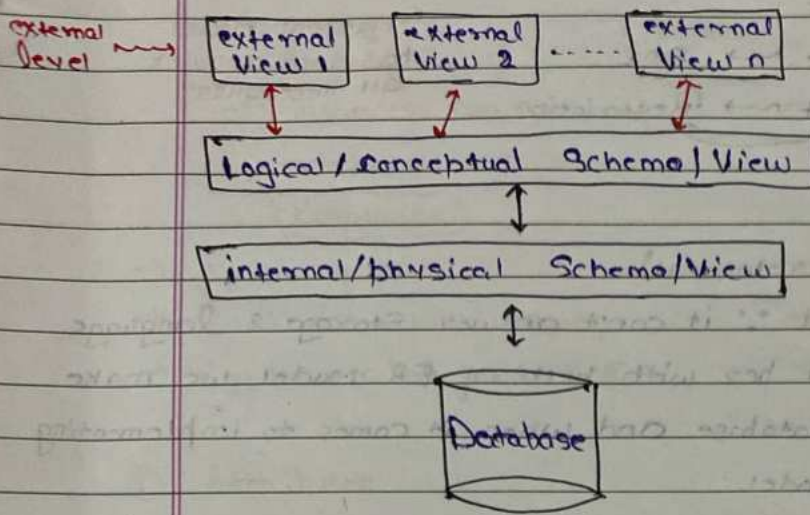 external
level
external
View 1
external
View 2
......
external
View n
Logical/conceptual Schema/View
internal/physical Schema/View
Database